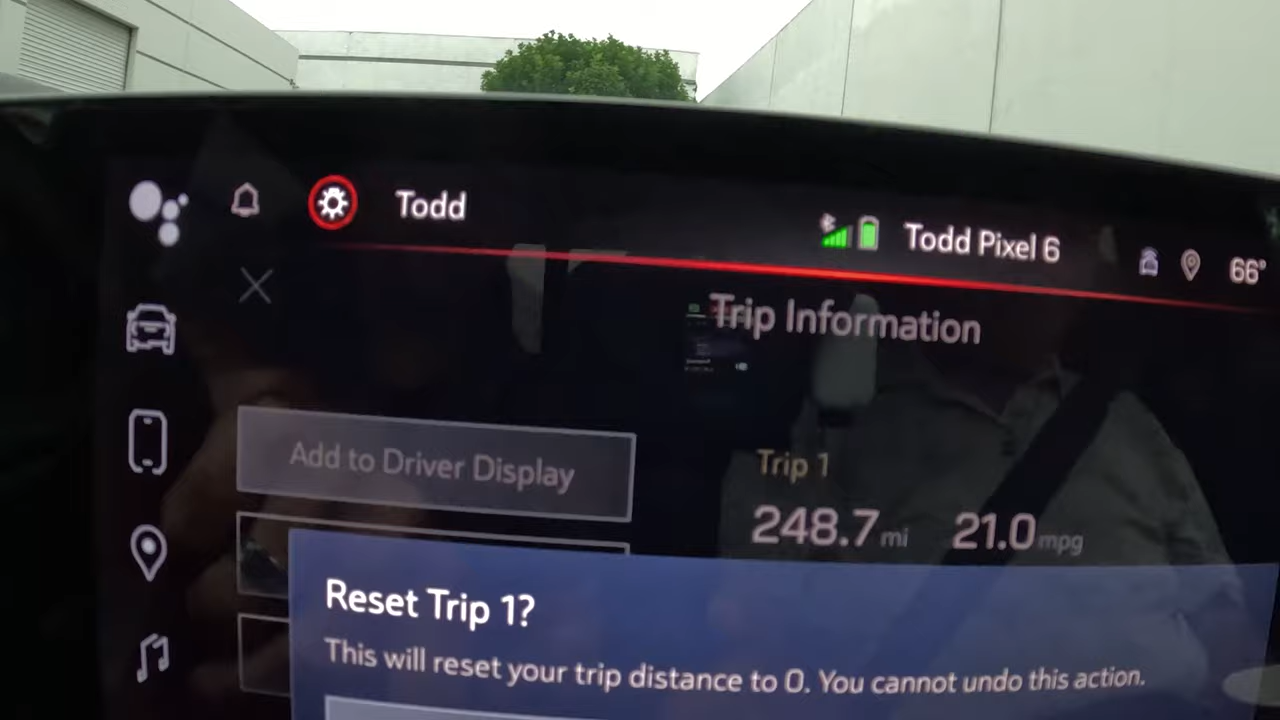 Todd
Todd Pixel 6
66°
Trip Information
Add to Driver Display
Trip 1
248.7 mi 21.0 mpg
Reset Trip 1?
This will reset your trip distance to 0. You cannot undo this action.